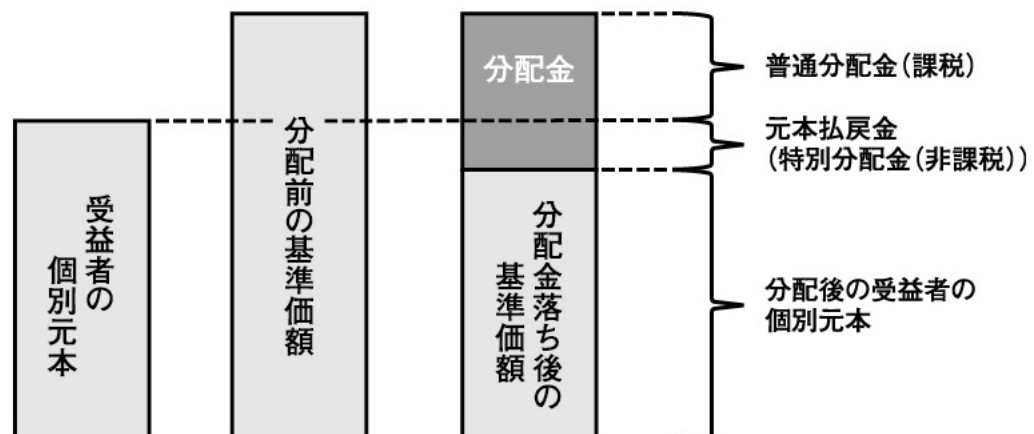 受益者の
個別元本
分配前の基準価額
分配金
分配金落ち後の
基準価額
普通分配金(課税)
元本払戻金
(特別分配金(非課税))
分配後の受益者の
個別元本